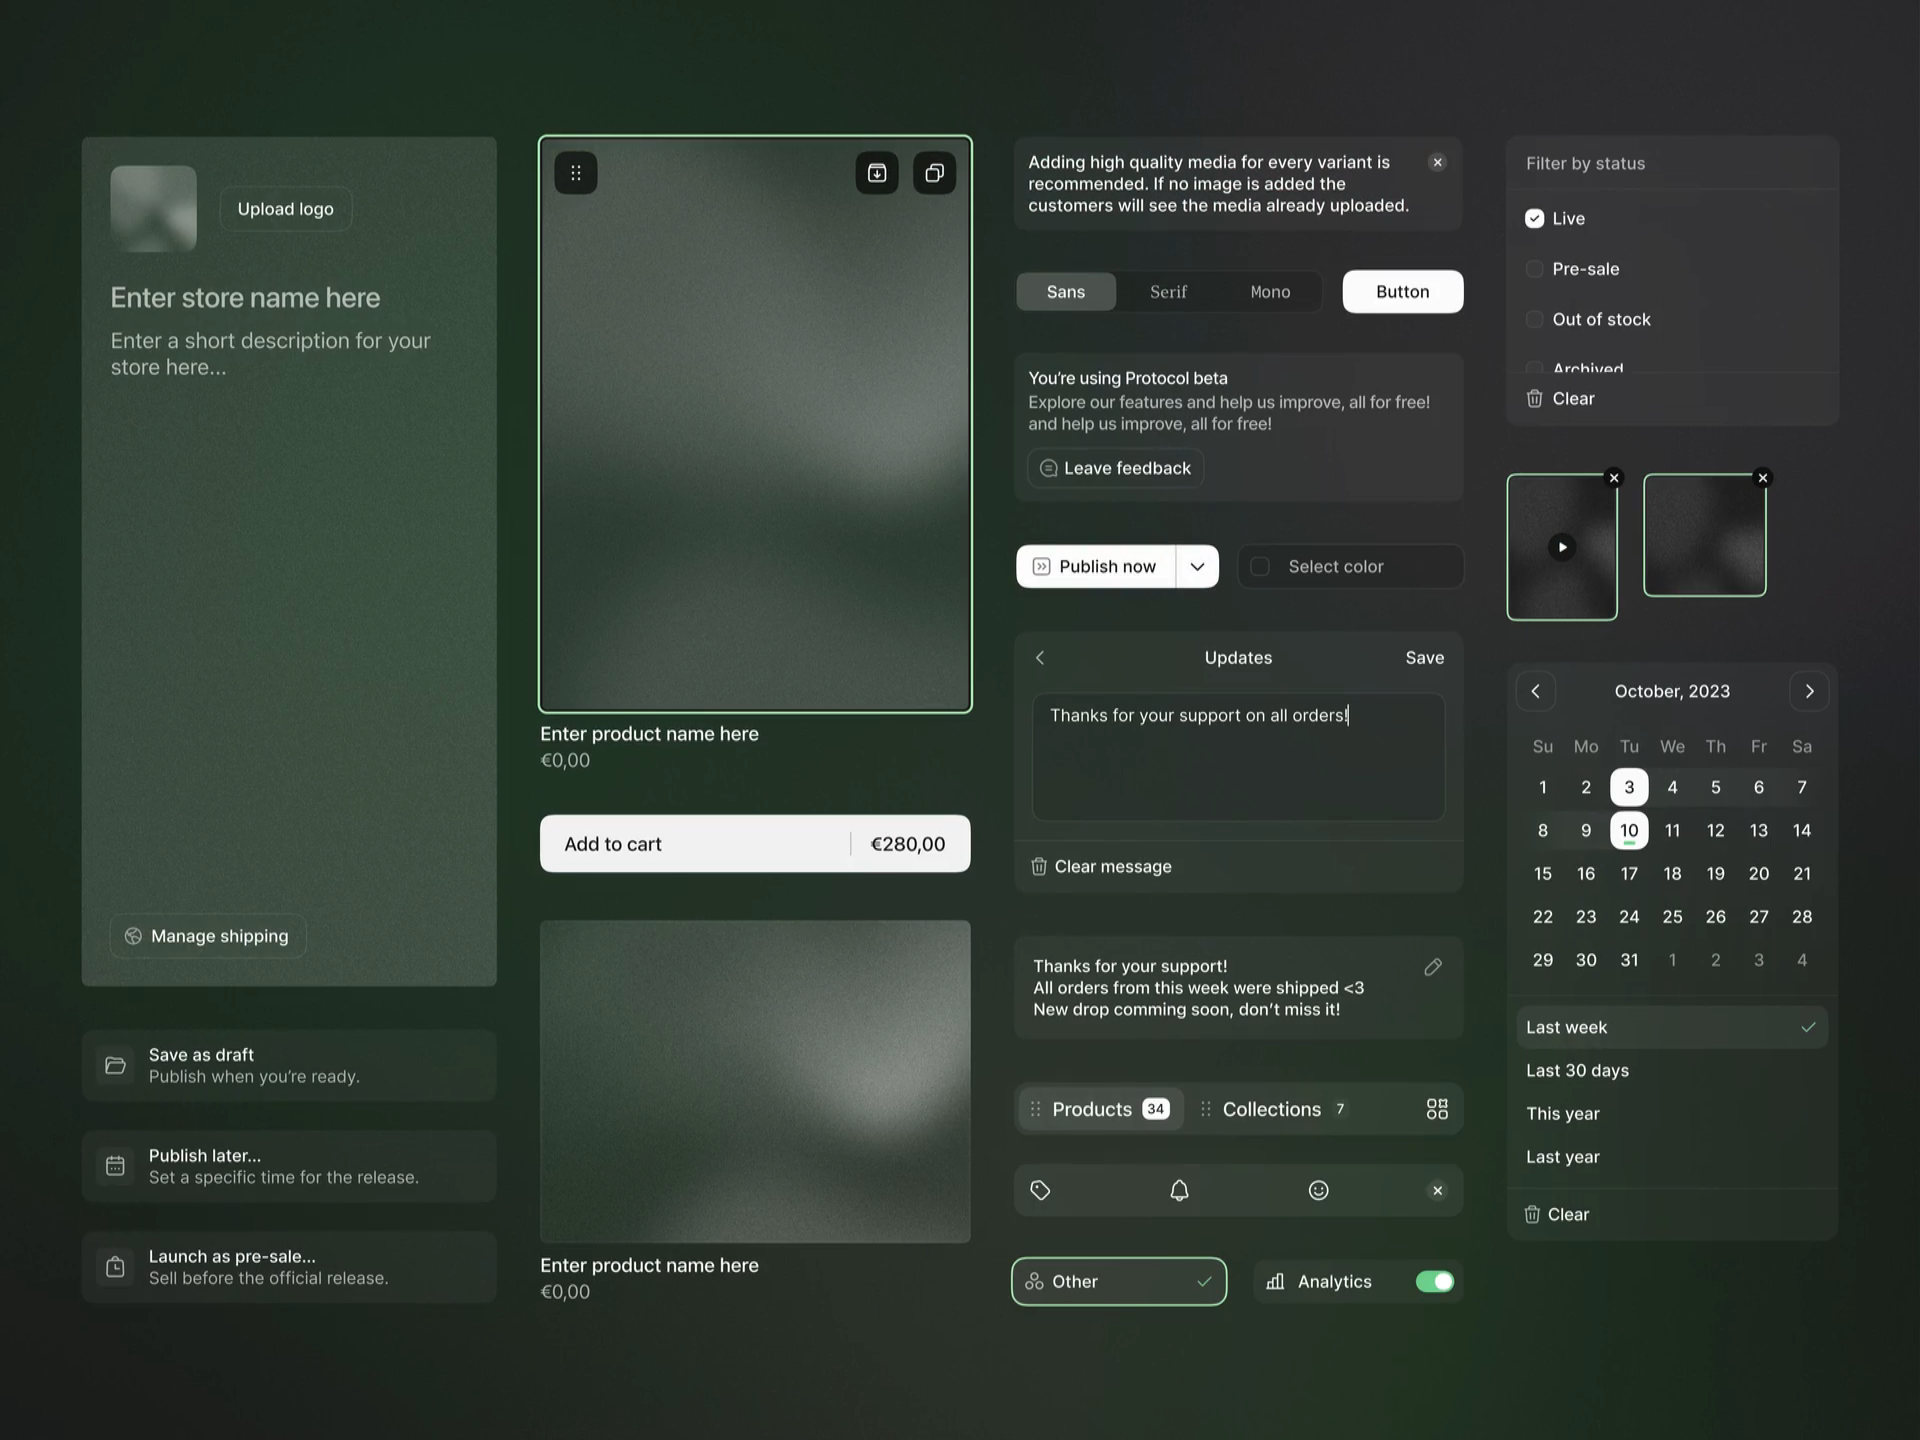 Upload logo
Enter store name here
Enter a short description for your
store here...
Manage shipping
Save as draft
Publish when you're ready.
Publish later...
Set a specific time for the release.
Launch as pre-sale...
Sell before the official release.
Enter product name here
€0,00
Add to cart
€280,00
Enter product name here
€0,00
Adding high quality media for every variant is
recommended. If no image is added the
customers will see the media already uploaded.
Sans Serif Mono
Button
You're using Protocol beta
Explore our features and help us improve, all for free!
and help us improve, all for free!
Leave feedback
Publish now
Select color
Updates
Save
Thanks for your support on all orders!
Clear message
Thanks for your support!
All orders from this week were shipped <3
New drop comming soon, don't miss it!
Products 34
Collections 7
Other
Analytics
Filter by status
Live
Pre-sale
Out of stock
Archived
Clear
October, 2023
Su Mo Tu We Th Fr Sa
1 2 3 4 5 6 7
8 9 10 11 12 13 14
15 16 17 18 19 20 21
22 23 24 25 26 27 28
29 30 31 1 2 3 4
Last week
Last 30 days
This year
Last year
Clear